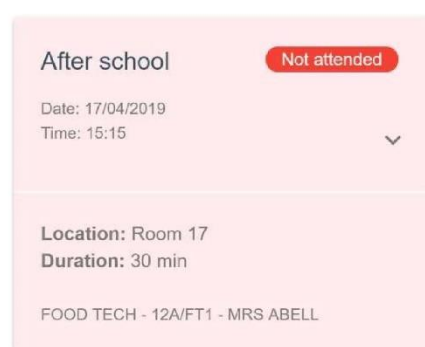 After school
Not attended
Date: 17/04/2019
Time: 15:15
Location: Room 17
Duration: 30 min
FOOD TECH - 12A/FT1 - MRS ABELL